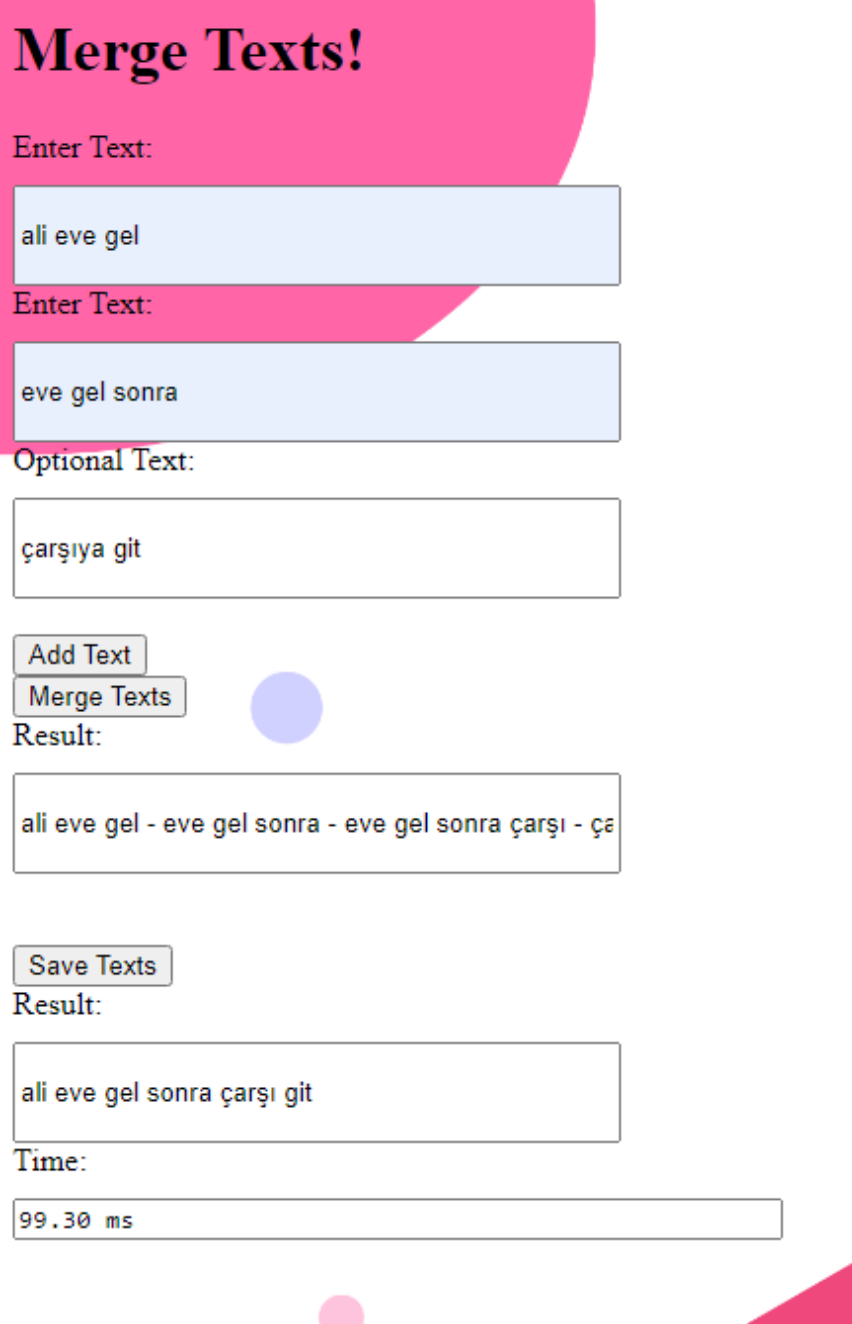 Merge Texts!
Enter Text:
ali eve gel
Enter Text:
eve gel sonra
Optional Text:
çarşıya git
Add Text
Merge Texts
Result:
ali eve gel - eve gel sonra - eve gel sonra çarşı - ça
Save Texts
Result:
ali eve gel sonra çarşı git
Time:
99.30 ms